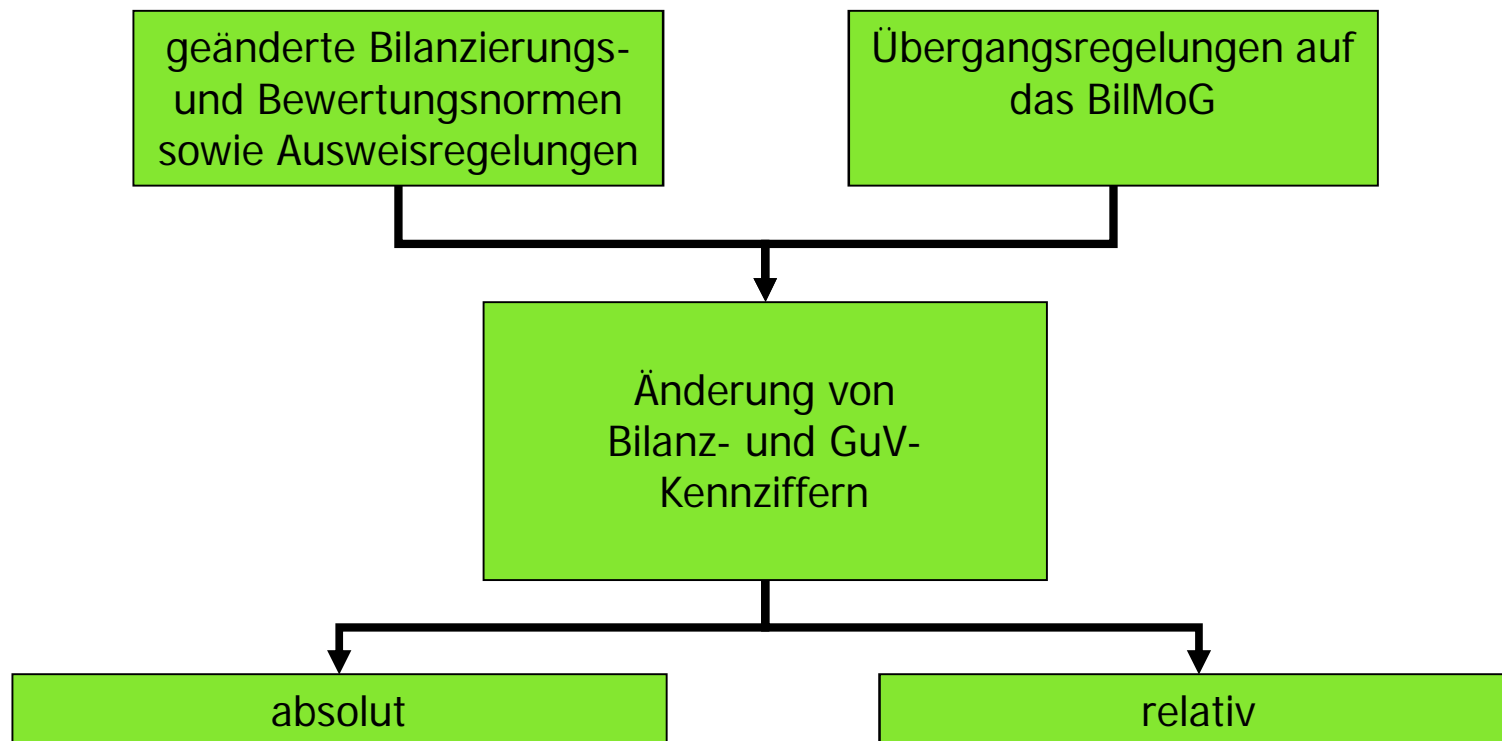 geänderte Bilanzierungs-
und Bewertungsnormen
sowie Ausweisregelungen
Übergangsregelungen auf
das BilMoG
Änderung von
Bilanz- und GuV-
Kennziffern
absolut
relativ